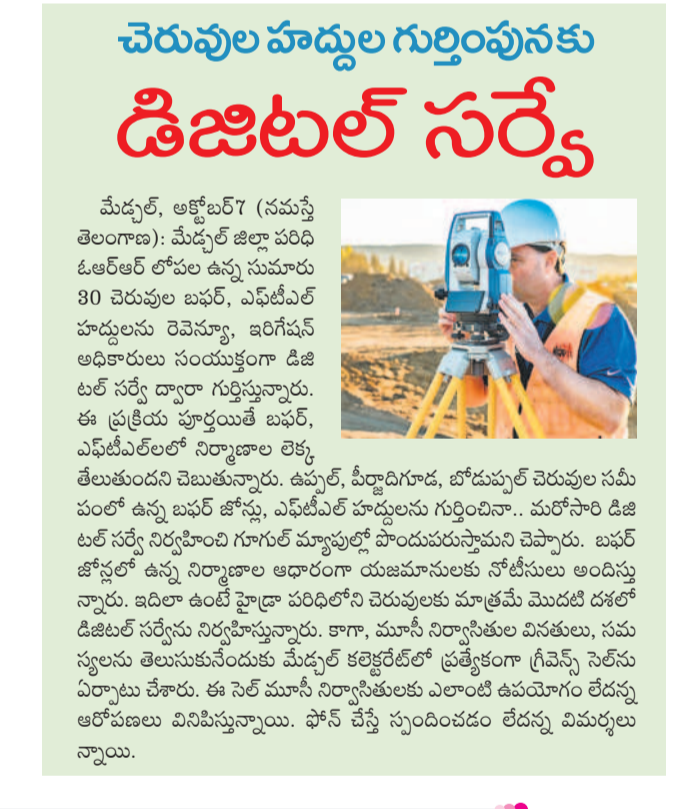 చెరువుల హద్దుల గుర్తింపునకు
డిజిటల్ సర్వే
మేడ్చల్, అక్టోబర్7 (నమస్తే
తెలంగాణ): మేడ్చల్ జిల్లా పరిధి
ఓఆర్ఆర్ లోపల ఉన్న సుమారు
30 చెరువుల బఫర్, ఎఫ్‌టీఎల్
హద్దులను రెవెన్యూ, ఇరిగేషన్
అధికారులు సంయుక్తంగా డిజి
టల్ సర్వే ద్వారా గుర్తిస్తున్నారు.
ఈ ప్రక్రియ పూర్తయితే బఫర్,
ఎఫ్‌టీఎల్‌లలో నిర్మాణాల లెక్క
తేలుతుందని చెబుతున్నారు. ఉప్పల్, పీర్జాదిగూడ, బోడుప్పల్ చెరువుల సమీ
పంలో ఉన్న బఫర్ జోన్లు, ఎఫ్‌టీఎల్ హద్దులను గుర్తించినా.. మరోసారి డిజి
టల్ సర్వే నిర్వహించి గూగుల్ మ్యాపుల్లో పొందుపరుస్తామని చెప్పారు. బఫర్
జోన్లలో ఉన్న నిర్మాణాల ఆధారంగా యజమానులకు నోటీసులు అందిస్తు
న్నారు. ఇదిలా ఉంటే హైడ్రా పరిధిలోని చెరువులకు మాత్రమే మొదటి దశలో
డిజిటల్ సర్వేను నిర్వహిస్తున్నారు. కాగా, మూసీ నిర్వాసితుల వినతులు, సమ
స్యలను తెలుసుకునేందుకు మేడ్చల్ కలెక్టరేట్‌లో ప్రత్యేకంగా గ్రీవెన్స్ సెల్‌ను
ఏర్పాటు చేశారు. ఈ సెల్ మూసీ నిర్వాసితులకు ఎలాంటి ఉపయోగం లేదన్న
ఆరోపణలు వినిపిస్తున్నాయి. ఫోన్ చేస్తే స్పందించడం లేదన్న విమర్శలు
న్నాయి.